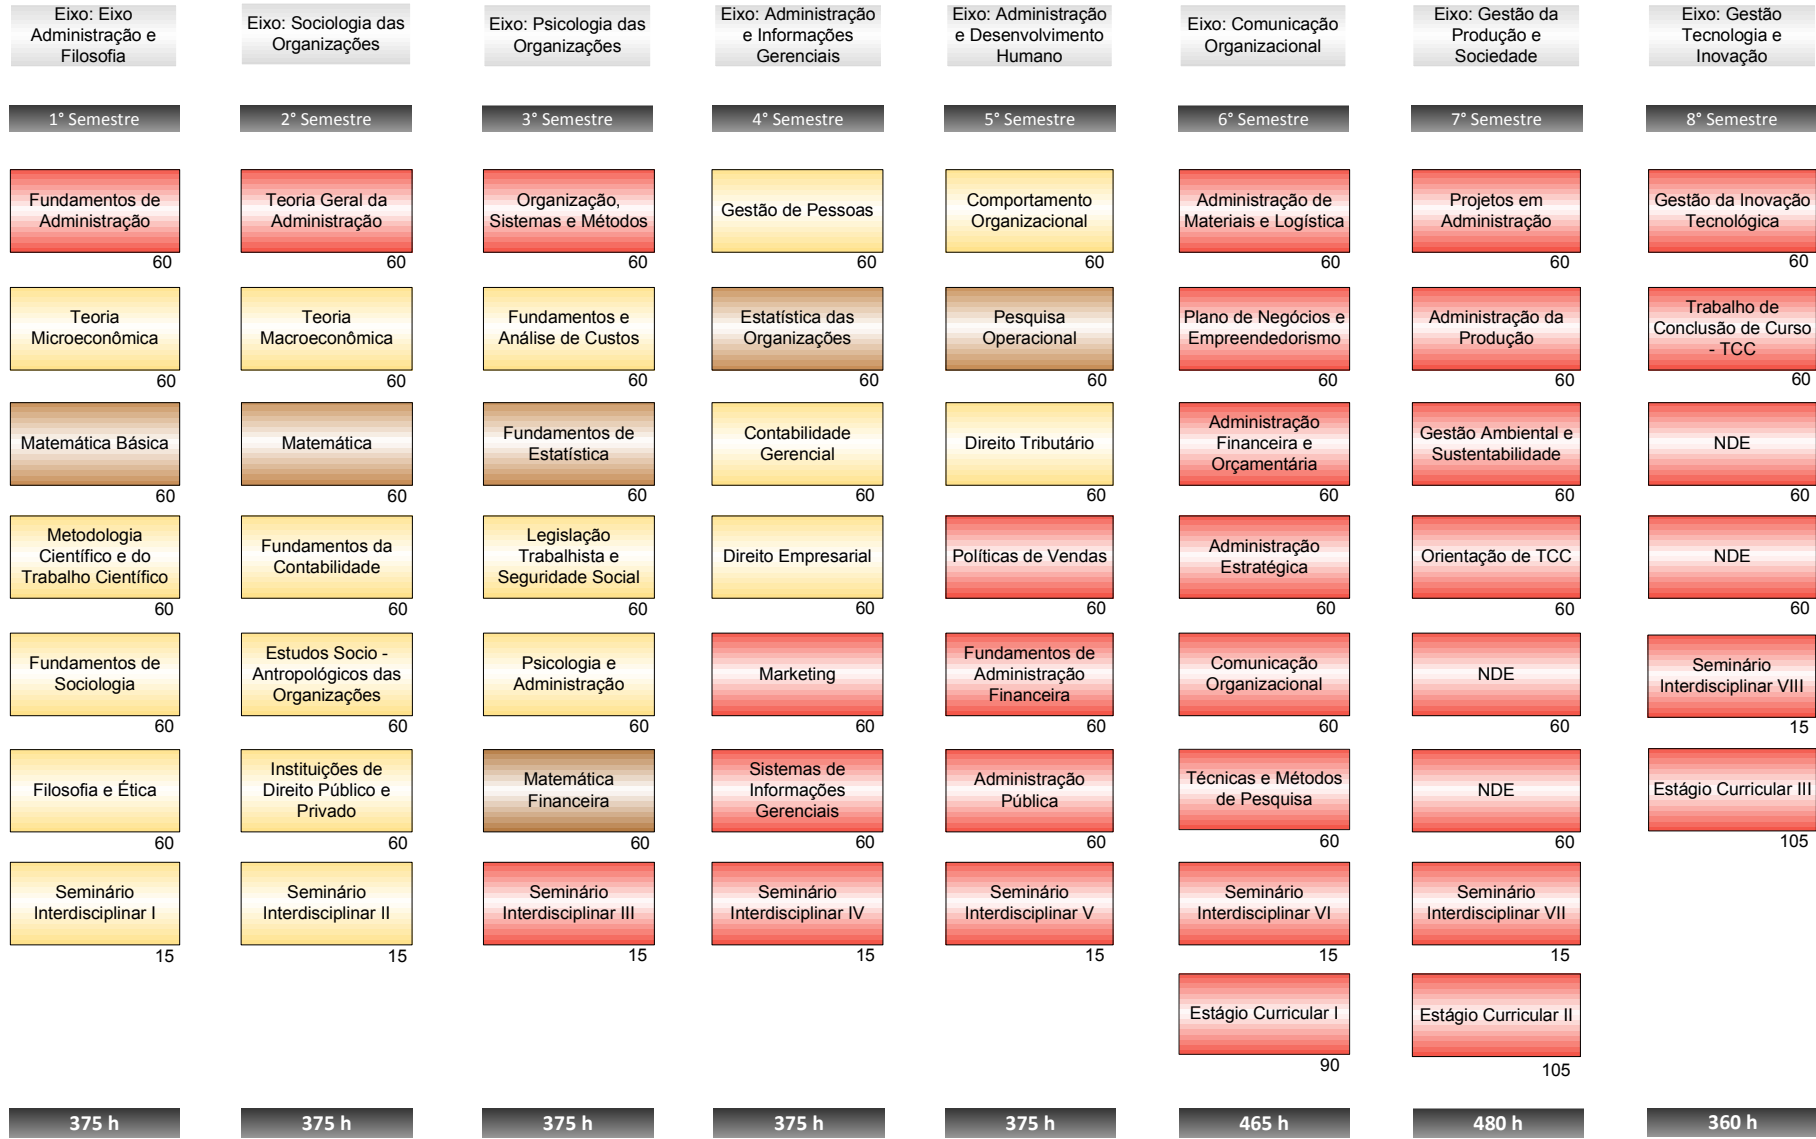 Eixo: Eixo
Administração e
Filosofia
Eixo: Sociologia das
Organizações
Eixo: Psicologia das
Organizações
Eixo: Administração
e Informações
Gerenciais
Eixo: Administração
e Desenvolvimento
Humano
Eixo: Comunicação
Organizacional
Eixo: Gestão da
Produção e
Sociedade
Eixo: Gestão
Tecnologia e
Inovação
1° Semestre
2° Semestre
3° Semestre
4° Semestre
5° Semestre
6° Semestre
7° Semestre
8° Semestre
Fundamentos de
Administração
60
Teoria Geral da
Administração
60
Organização,
Sistemas e Métodos
60
Gestão de Pessoas
60
Comportamento
Organizacional
60
Administração de
Materiais e Logística
60
Projetos em
Administração
60
Gestão da Inovação
Tecnológica
60
Teoria
Microeconômica
60
Teoria
Macroeconômica
60
Fundamentos e
Análise de Custos
60
Estatística das
Organizações
60
Pesquisa
Operacional
60
Plano de Negócios e
Empreendedorismo
60
Administração da
Produção
60
Trabalho de
Conclusão de Curso
- TCC
60
Matemática Básica
60
Matemática
60
Fundamentos de
Estatística
60
Contabilidade
Gerencial
60
Direito Tributário
60
Administração
Financeira e
Orçamentária
60
Gestão Ambiental e
Sustentabilidade
60
NDE
60
Metodologia
Científico e do
Trabalho Científico
60
Fundamentos da
Contabilidade
60
Legislação
Trabalhista e
Seguridade Social
60
Direito Empresarial
60
Políticas de Vendas
60
Administração
Estratégica
60
Orientação de TCC
60
NDE
60
Fundamentos de
Sociologia
60
Estudos Socio -
Antropológicos das
Organizações
60
Psicologia e
Administração
60
Marketing
60
Fundamentos de
Administração
Financeira
60
Comunicação
Organizacional
60
NDE
60
Seminário
Interdisciplinar VIII
15
Filosofia e Ética
60
Instituições de
Direito Público e
Privado
60
Matemática
Financeira
60
Sistemas de
Informações
Gerenciais
60
Administração
Pública
60
Técnicas e Métodos
de Pesquisa
60
NDE
60
Estágio Curricular III
105
Seminário
Interdisciplinar I
15
Seminário
Interdisciplinar II
15
Seminário
Interdisciplinar III
15
Seminário
Interdisciplinar IV
15
Seminário
Interdisciplinar V
15
Seminário
Interdisciplinar VI
15
Seminário
Interdisciplinar VII
15
Estágio Curricular I
90
Estágio Curricular II
105
375 h
375 h
375 h
375 h
375 h
465 h
480 h
360 h